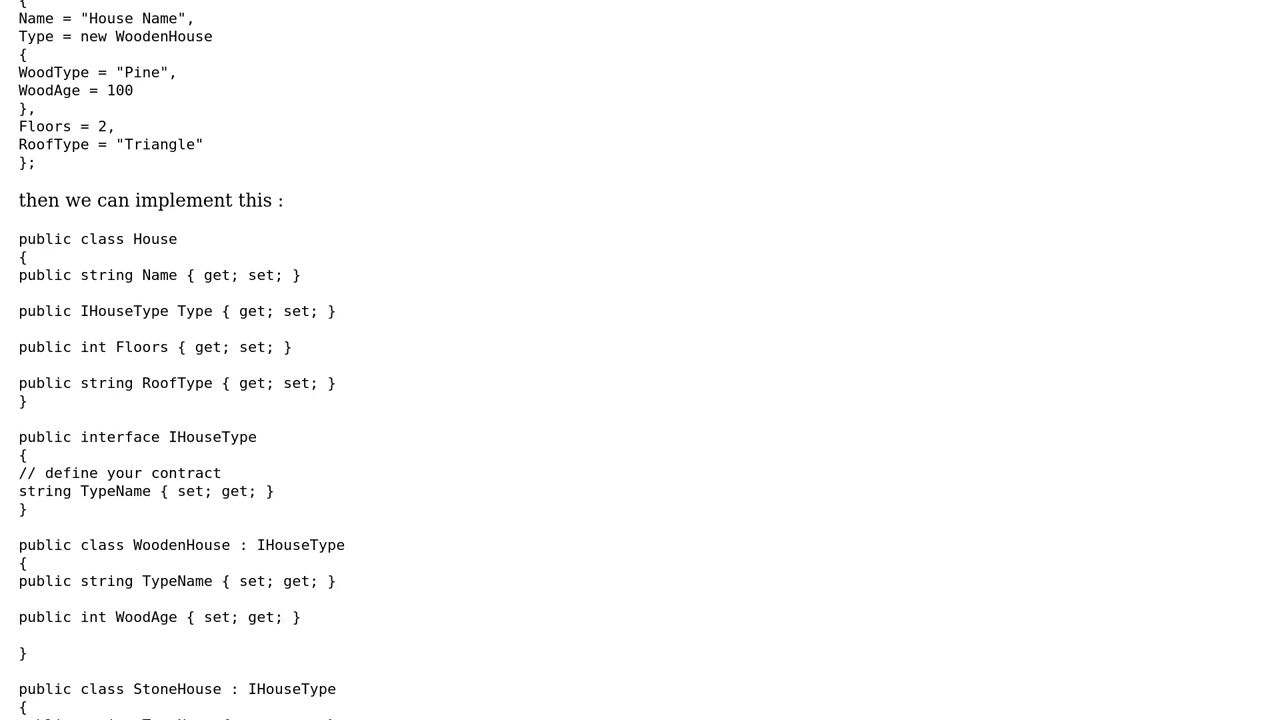 {
Name = "House Name",
Type = new WoodenHouse
{
WoodType = "Pine",
WoodAge = 100
},
Floors = 2,
RoofType = "Triangle"
};
then we can implement this :
public class House
{
public string Name { get; set; }
public IHouseType Type { get; set; }
public int Floors { get; set; }
public string RoofType { get; set; }
}
public interface IHouseType
{
// define your contract
string TypeName { set; get; }
}
public class WoodenHouse : IHouseType
{
public string TypeName { set; get; }
public int WoodAge { set; get; }
}
public class StoneHouse : IHouseType
{